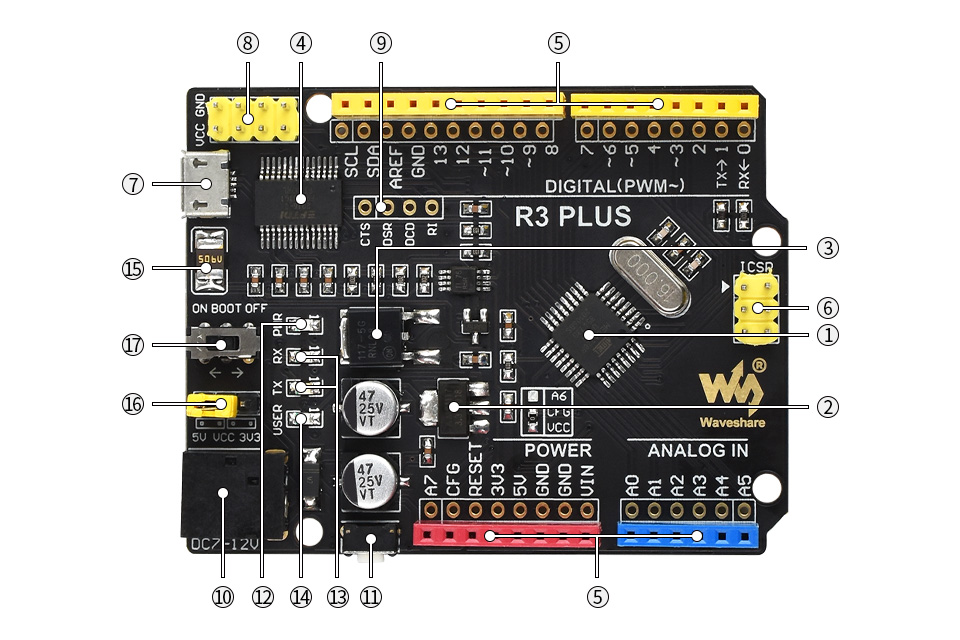 ⑧ ④ ⑨ ⑤
VCC GND
SCL SDA AREF GND 13 12 ~11 ~10 ~9 8
7 ~6 ~5 4 ~3 2 TX→1 RX←0
DIGITAL(PWM~)
⑦
CTS DSR DCD RI
R3 PLUS
③
⑮
ICSP
16.000
⑥
ON BOOT OFF
PWR
117-5G
①
⑰
RX
← →
®
TX
47
25V
VT
A6
CFG
VCC
Waveshare
⑯
②
USER
5V VCC 3V3
POWER
ANALOG IN
47
25V
VT
A7 CFG RESET 3V3 5V GND GND VIN
A0 A1 A2 A3 A4 A5
DC7-12V
⑩ ⑫ ⑭ ⑬ ⑪ ⑤